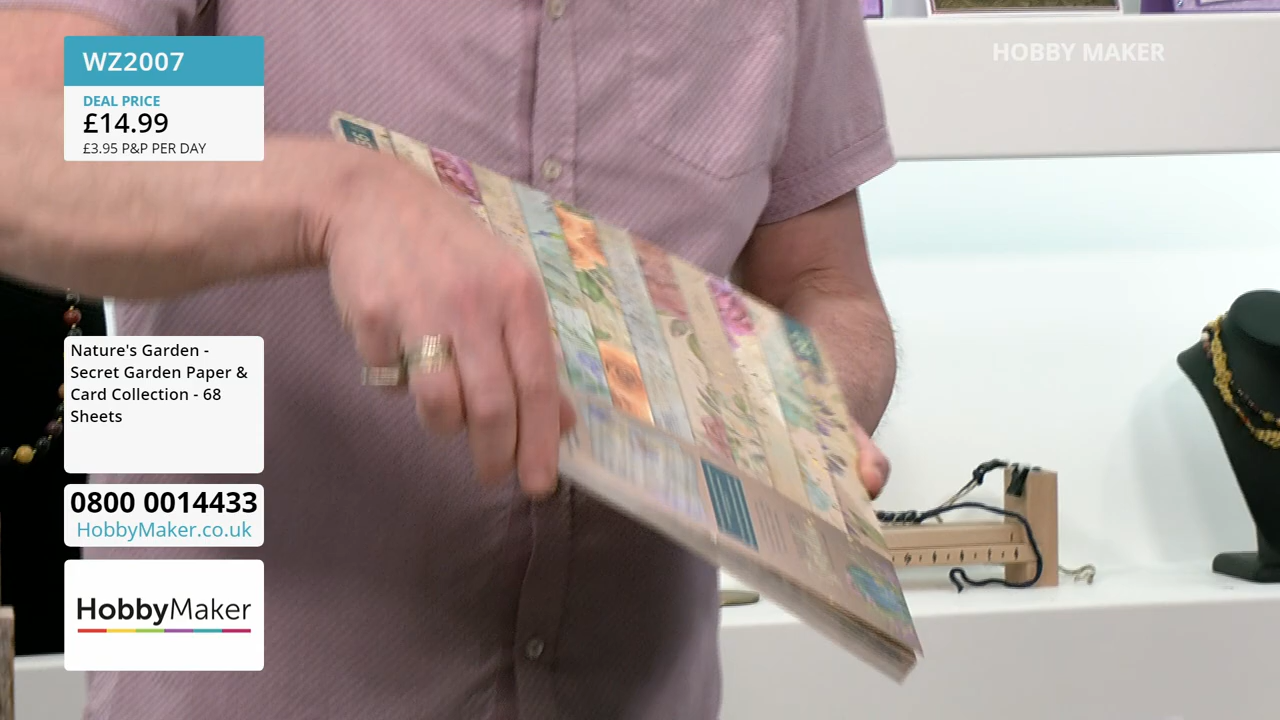 WZ2007
DEAL PRICE
£14.99
£3.95 P&P PER DAY
HOBBY MAKER
Nature's Garden -
Secret Garden Paper &
Card Collection - 68
Sheets
0800 0014433
HobbyMaker.co.uk
HobbyMaker